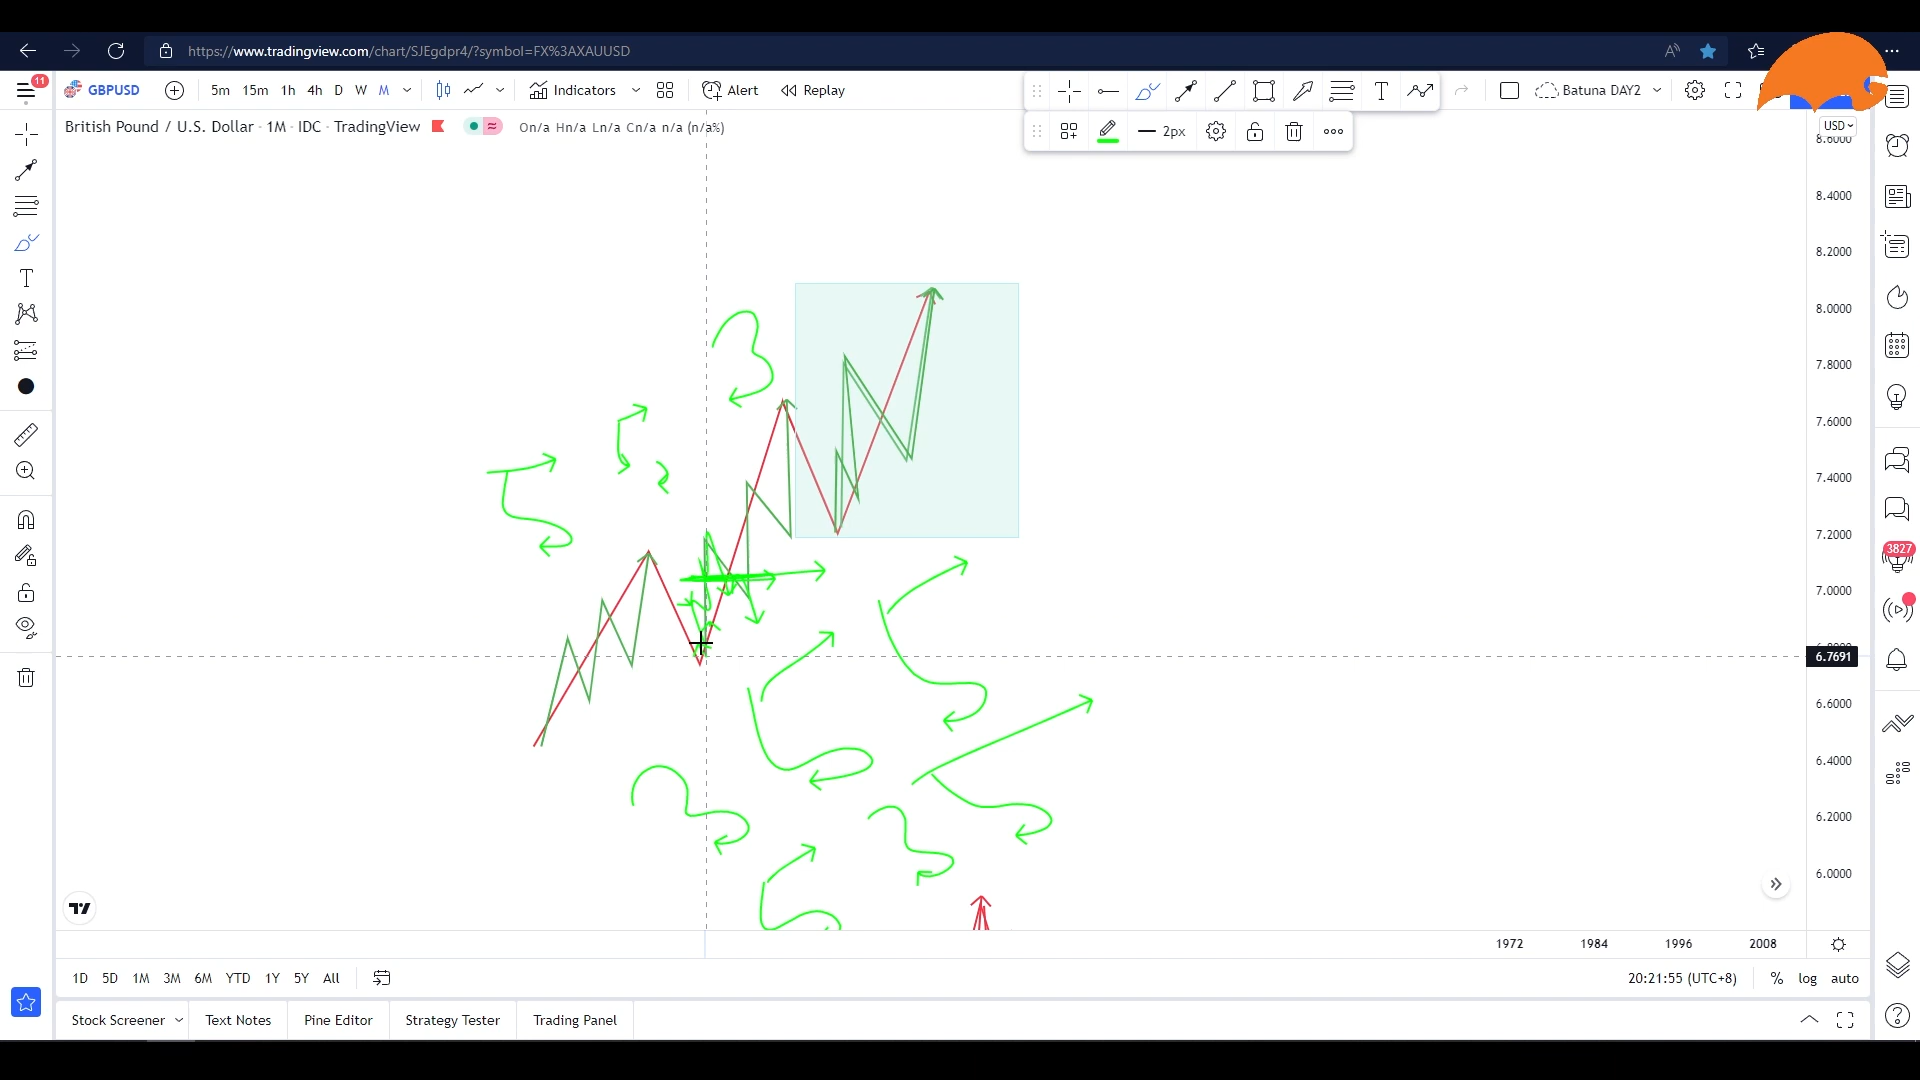 https://www.tradingview.com/chart/SJEgdpr4/?symbol=FX%3AXAUUSD
11
GBPUSD 5m 15m 1h 4h D W M Indicators Alert Replay Batuna DAY2
British Pound / U.S. Dollar · 1M · IDC · TradingView On/a Hn/a Ln/a Cn/a n/a (n/a%)
2px
USD
8.6000
8.4000
8.2000
8.0000
7.8000
7.6000
7.4000
7.2000
7.0000
6.7691
6.6000
6.4000
6.2000
6.0000
3827
1972 1984 1996 2008
1D 5D 1M 3M 6M YTD 1Y 5Y All 20:21:55 (UTC+8) % log auto
Stock Screener Text Notes Pine Editor Strategy Tester Trading Panel